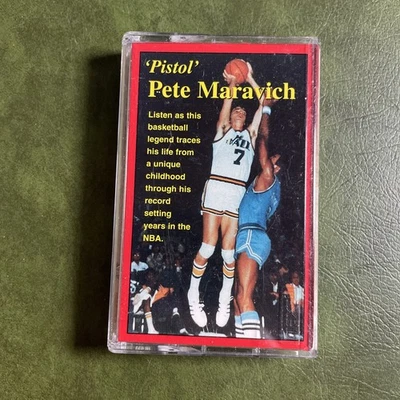 'Pistol'
Pete Maravich
Listen as this
basketball
legend traces
his life from
a unique
childhood
through his
record
setting
years in the
NBA.
7